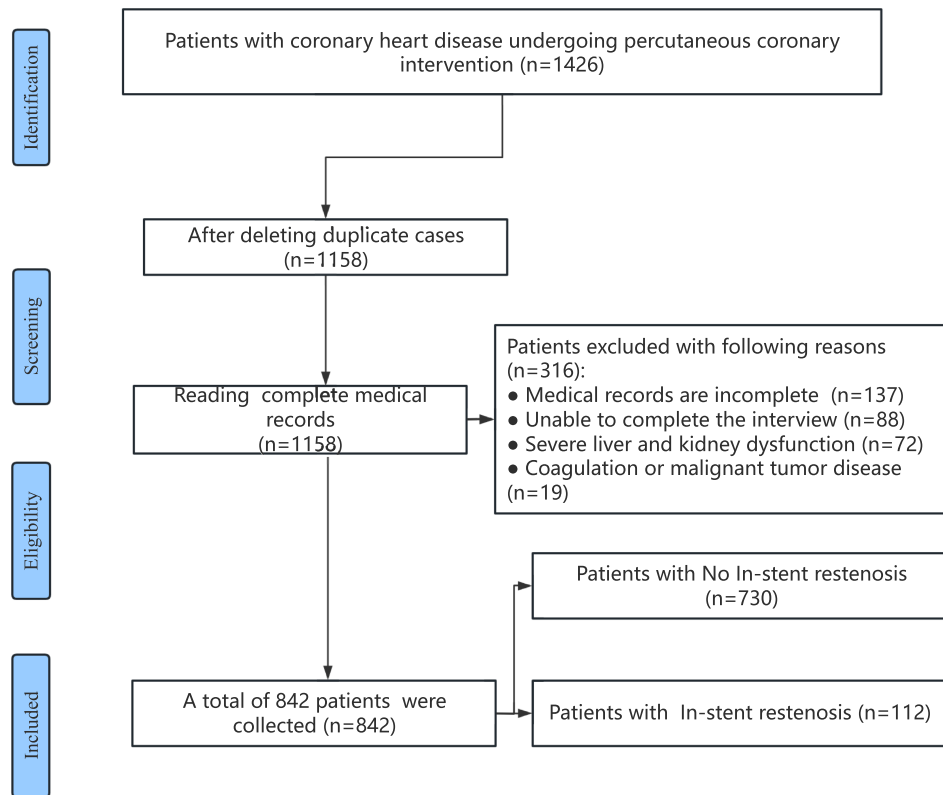 Identification
Patients with coronary heart disease undergoing percutaneous coronary
intervention (n=1426)
After deleting duplicate cases
(n=1158)
Screening
Reading complete medical
records
(n=1158)
Patients excluded with following reasons
(n=316):
● Medical records are incomplete (n=137)
● Unable to complete the interview (n=88)
● Severe liver and kidney dysfunction (n=72)
● Coagulation or malignant tumor disease
(n=19)
Eligibility
Patients with No In-stent restenosis
(n=730)
Included
A total of 842 patients were
collected (n=842)
Patients with In-stent restenosis (n=112)